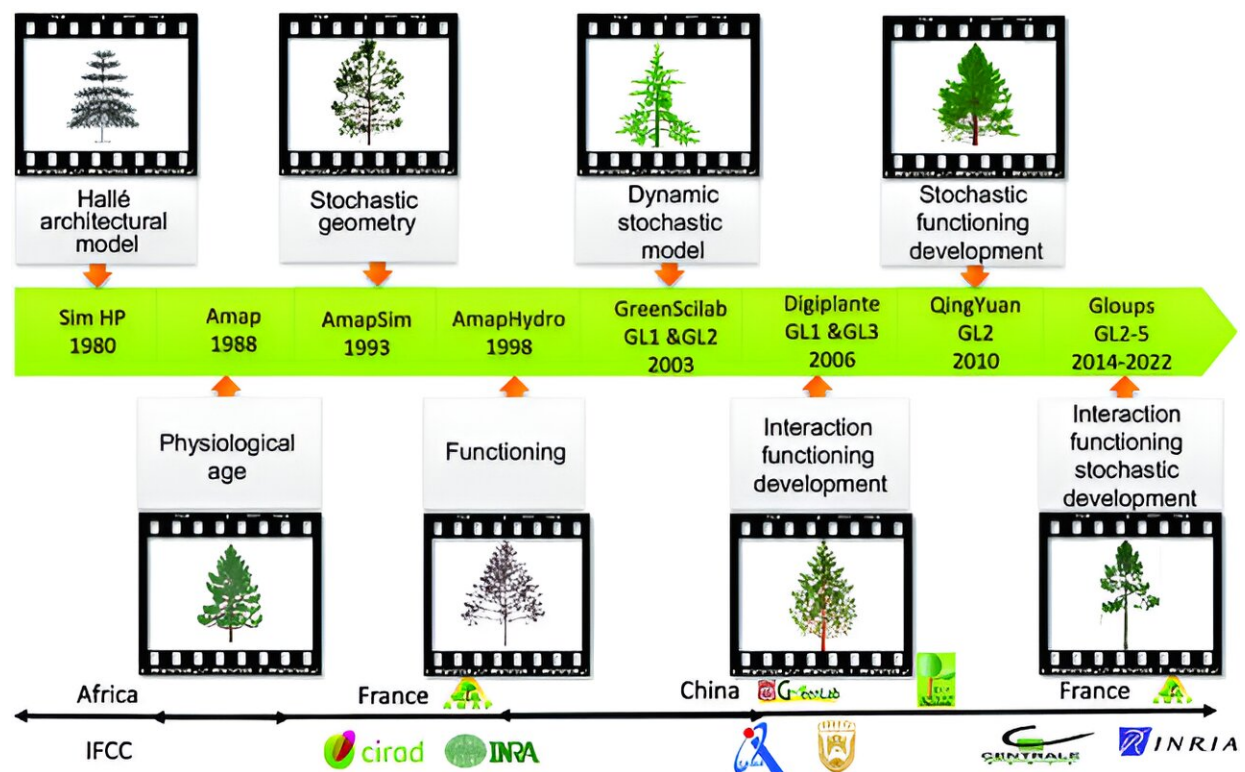 Hallé
architectural
model
Stochastic
geometry
Dynamic
stochastic
model
Stochastic
functioning
development
Sim HP
1980
Amap
1988
AmapSim
1993
AmapHydro
1998
GreenScilab
GL1 &GL2
2003
Digiplante
GL1 &GL3
2006
QingYuan
GL2
2010
Gloups
GL2-5
2014-2022
Physiological
age
Functioning
Interaction
functioning
development
Interaction
functioning
stochastic
development
Africa
France
China
France
IFCC
cirad
INRA
CENTRALE
INRIA